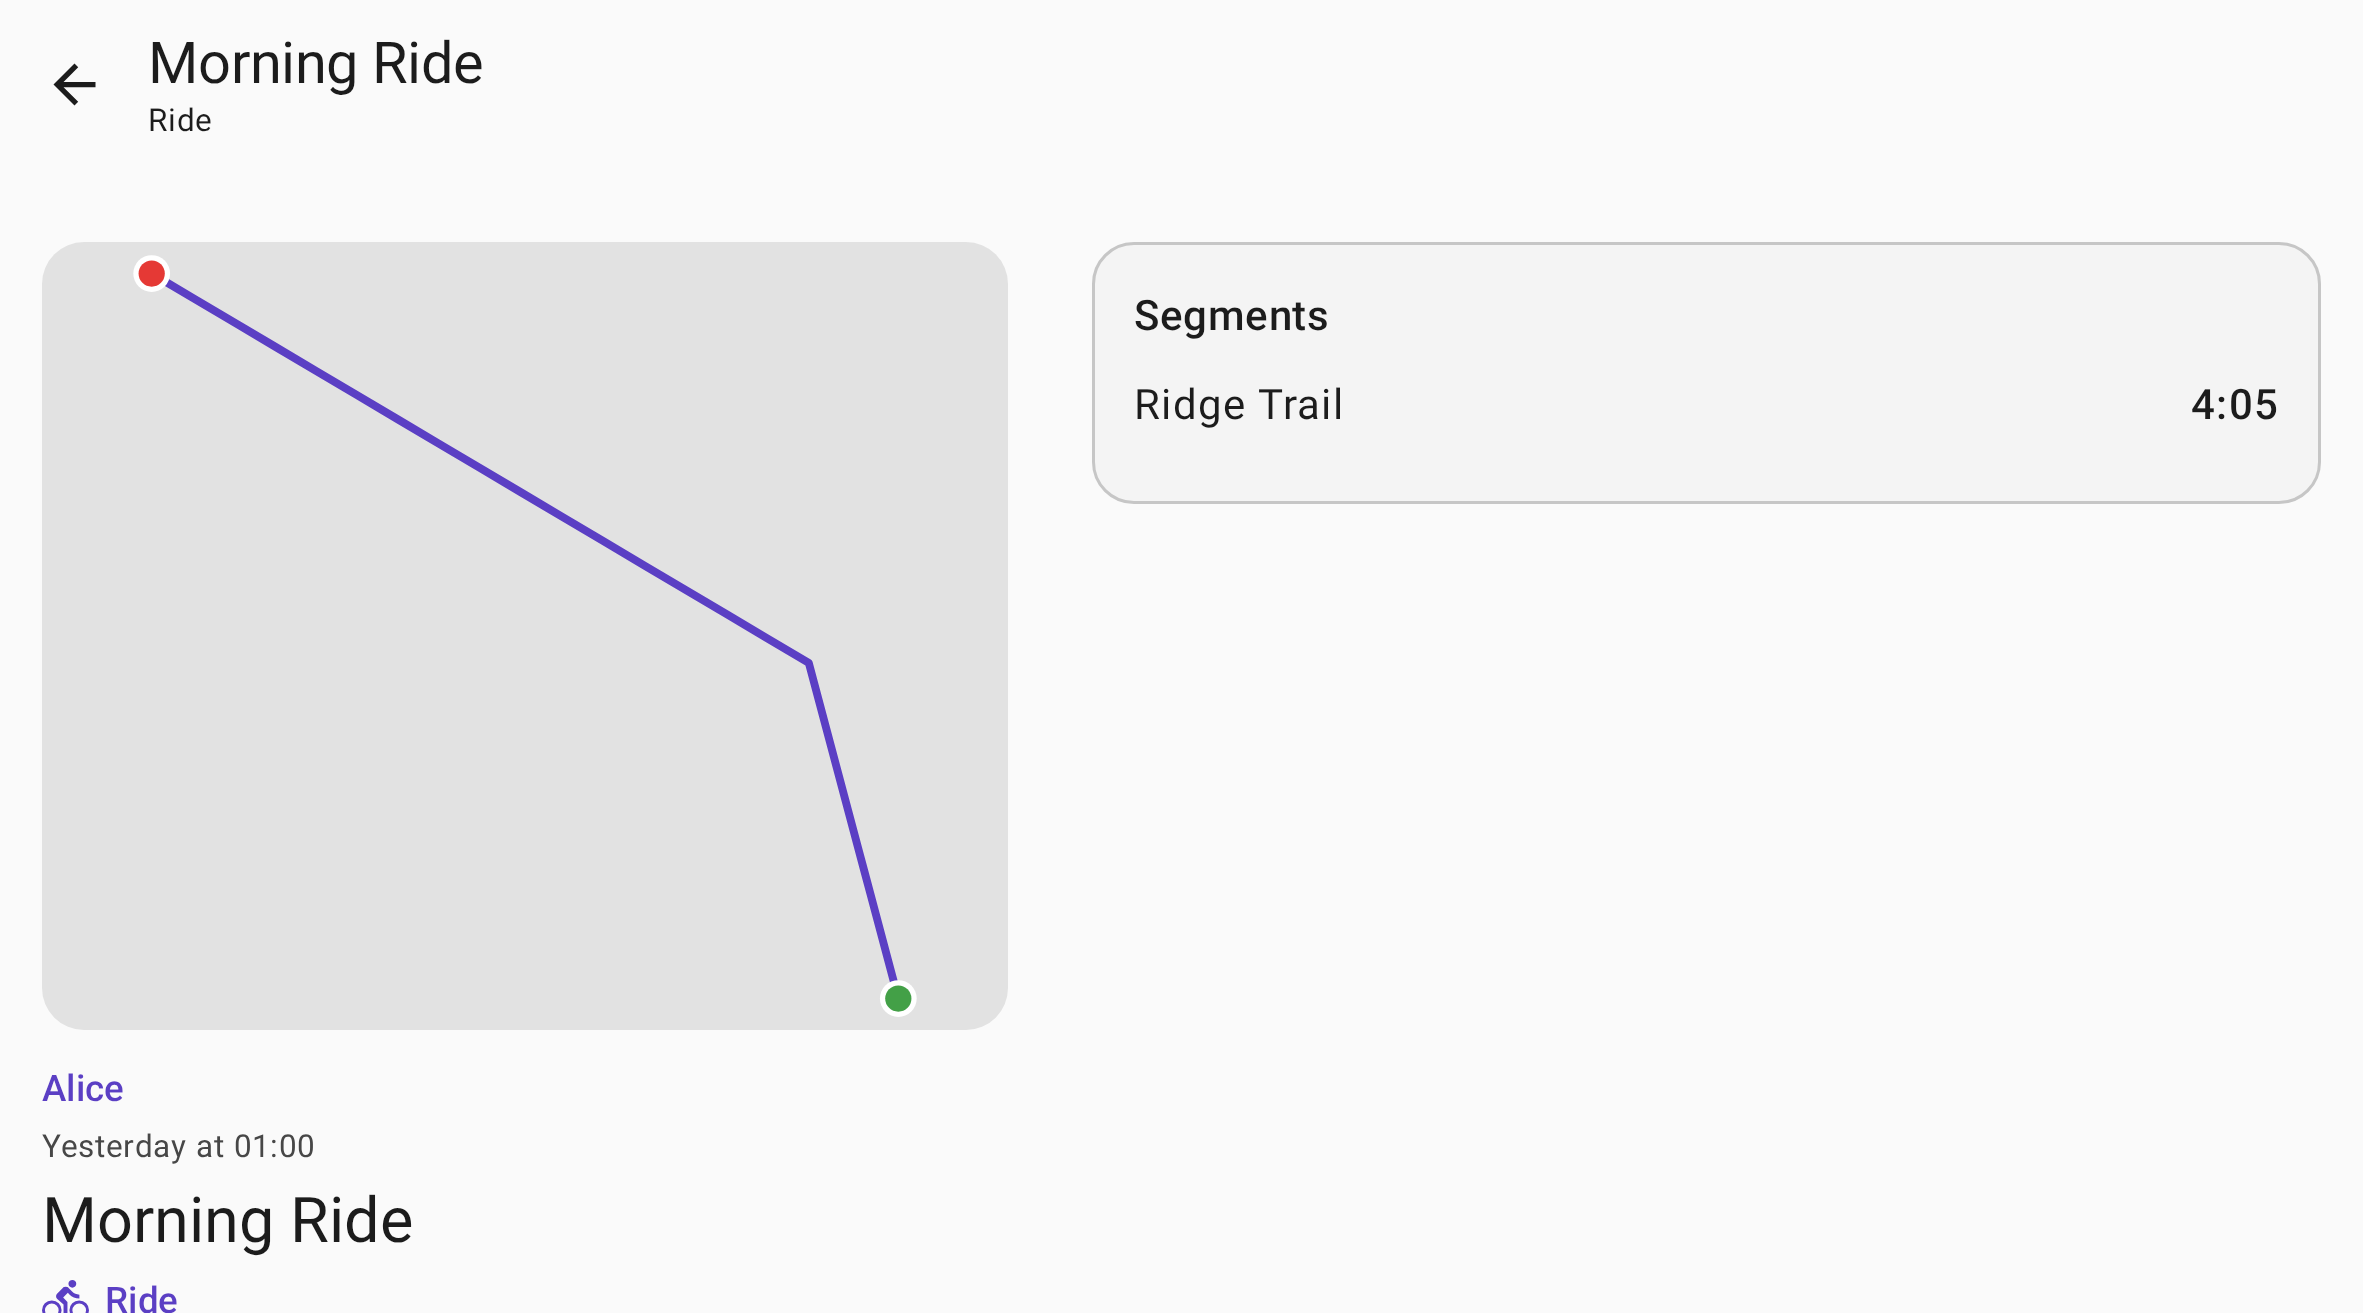 Morning Ride
Ride
Segments
Ridge Trail 4:05
Alice
Yesterday at 01:00
Morning Ride
Ride